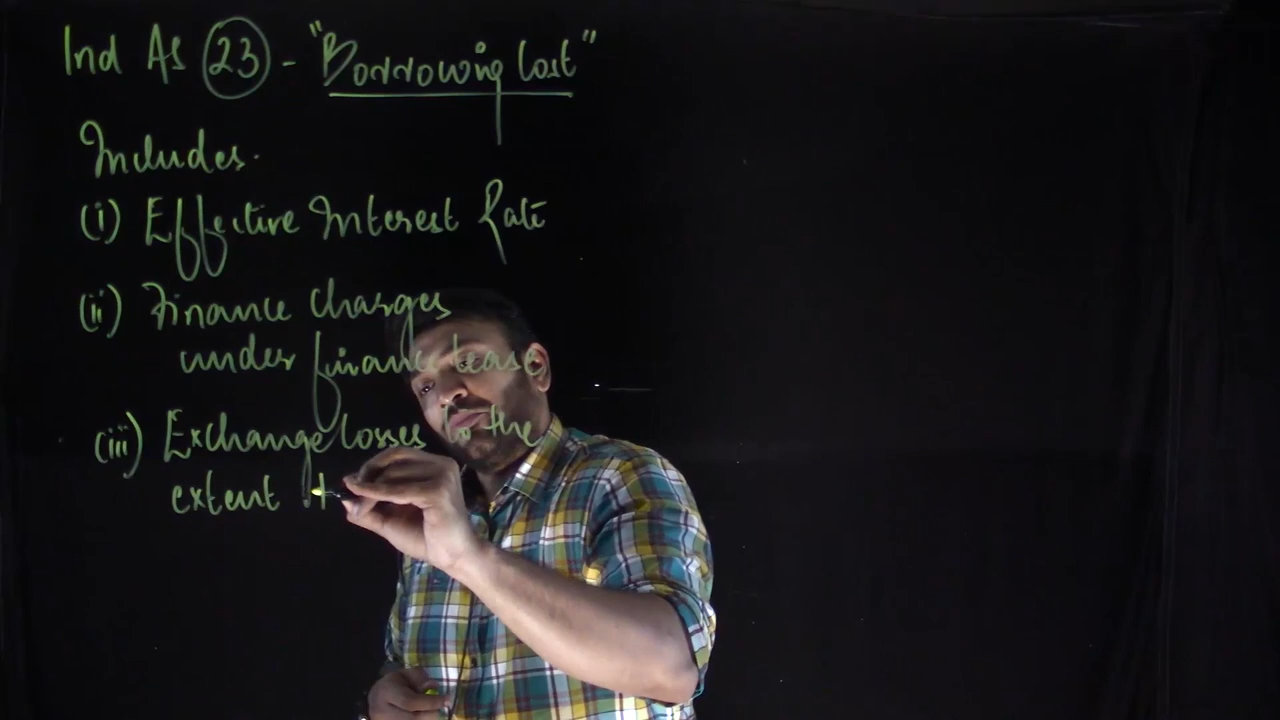 Ind As 23 - "Borrowing Cost"
Includes.
(i) Effective Interest Rate
(ii) Finance Charges
under finance lease
(iii) Exchange losses to the
extent it